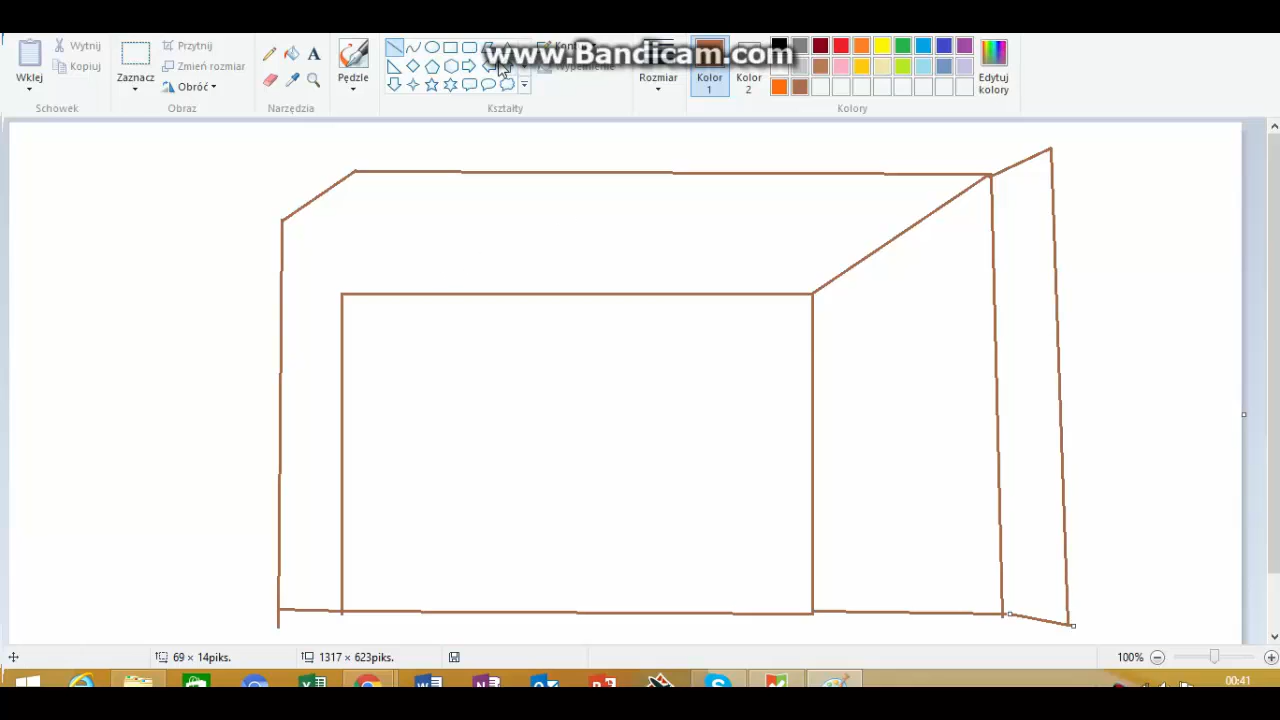 www.Bandicam.com
Wklej
Wytnij
Kopiuj
Schowek
Zaznacz
Przytnij
Zmień rozmiar
Obróć
Obraz
Narzędzia
Pędzle
Kształty
Rozmiar
Kolor 1
Kolor 2
Edytuj kolory
Kolory
69 × 14piks.
1317 × 623piks.
100%
00:41